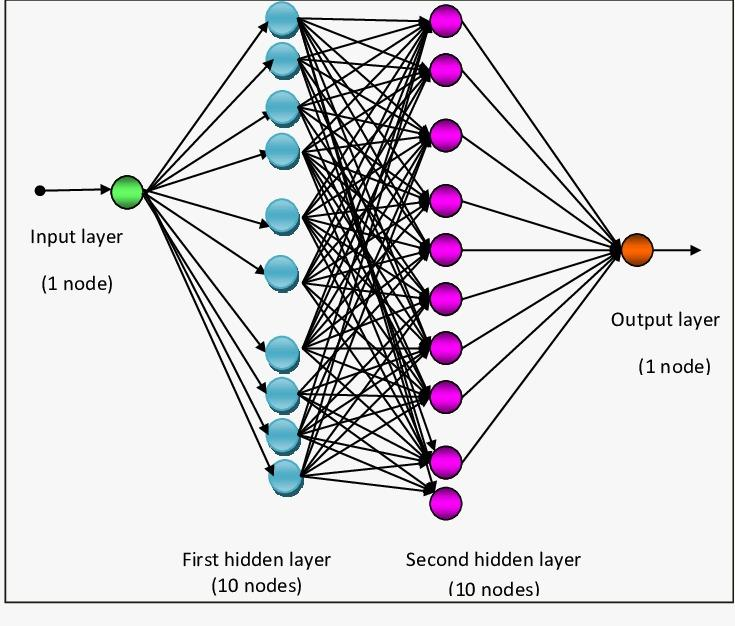 Input layer
(1 node)
Output layer
(1 node)
First hidden layer
(10 nodes)
Second hidden layer
(10 nodes)